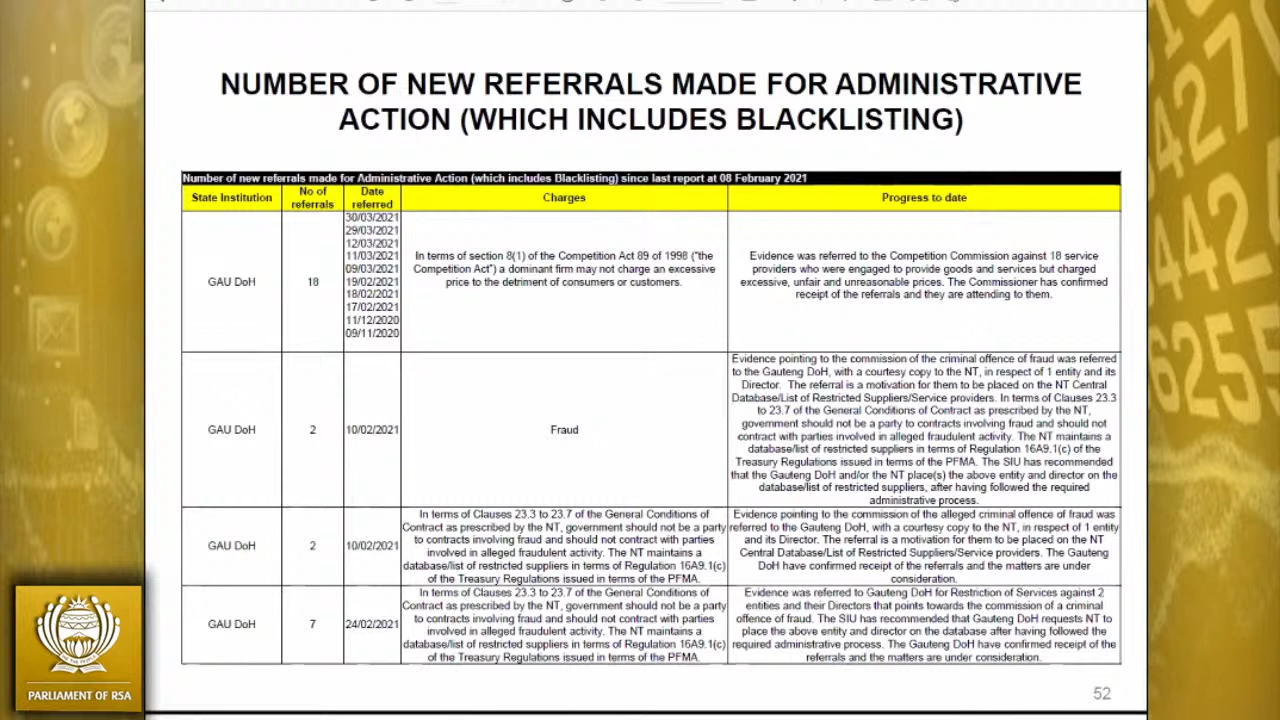 NUMBER OF NEW REFERRALS MADE FOR ADMINISTRATIVE
ACTION (WHICH INCLUDES BLACKLISTING)
Number of new referrals made for Administrative Action (which includes Blacklisting) since last report at 08 February 2021
State Institution
No of
referrals
Date
referred
Charges
Progress to date
GAU DoH
18
30/03/2021
29/03/2021
12/03/2021
11/03/2021
09/03/2021
19/02/2021
18/02/2021
17/02/2021
11/12/2020
09/11/2020
In terms of section 8(1) of the Competition Act 89 of 1998 ("the
Competition Act") a dominant firm may not charge an excessive
price to the detriment of consumers or customers.
Evidence was referred to the Competition Commission against 18 service
providers who were engaged to provide goods and services but charged
excessive, unfair and unreasonable prices. The Commissioner has confirmed
receipt of the referrals and they are attending to them.
GAU DoH
2
10/02/2021
Fraud
Evidence pointing to the commission of the criminal offence of fraud was referred
to the Gauteng DoH, with a courtesy copy to the NT, in respect of 1 entity and its
Director. The referral is a motivation for them to be placed on the NT Central
Database/List of Restricted Suppliers/Service providers. In terms of Clauses 23.3
to 23.7 of the General Conditions of Contract as prescribed by the NT,
government should not be a party to contracts involving fraud and should not
contract with parties involved in alleged fraudulent activity. The NT maintains a
database/list of restricted suppliers in terms of Regulation 16A9.1(c) of the
Treasury Regulations issued in terms of the PFMA. The SIU has recommended
that the Gauteng DoH and/or the NT place(s) the above entity and director on the
database/list of restricted suppliers, after having followed the required
administrative process.
GAU DoH
2
10/02/2021
In terms of Clauses 23.3 to 23.7 of the General Conditions of
Contract as prescribed by the NT, government should not be a party
to contracts involving fraud and should not contract with parties
involved in alleged fraudulent activity. The NT maintains a
database/list of restricted suppliers in terms of Regulation 16A9.1(c)
of the Treasury Regulations issued in terms of the PFMA.
Evidence pointing to the commission of the alleged criminal offence of fraud was
referred to the Gauteng DoH, with a courtesy copy to the NT, in respect of 1 entity
and its Director. The referral is a motivation for them to be placed on the NT
Central Database/List of Restricted Suppliers/Service providers. The Gauteng
DoH have confirmed receipt of the referrals and the matters are under
consideration.
GAU DoH
7
24/02/2021
In terms of Clauses 23.3 to 23.7 of the General Conditions of
Contract as prescribed by the NT, government should not be a party
to contracts involving fraud and should not contract with parties
involved in alleged fraudulent activity. The NT maintains a
database/list of restricted suppliers in terms of Regulation 16A9.1(c)
of the Treasury Regulations issued in terms of the PFMA.
Evidence was referred to Gauteng DoH for Restriction of Services against 2
entities and their Directors that points towards the commission of a criminal
offence of fraud. The SIU has recommended that Gauteng DoH requests NT to
place the above entity and director on the database after having followed the
required administrative process. The Gauteng DoH have confirmed receipt of the
referrals and the matters are under consideration.
52
PARLIAMENT OF RSA